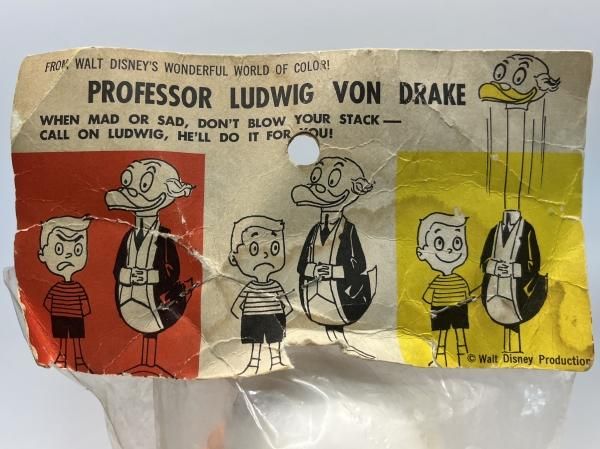 FROM WALT DISNEY'S WONDERFUL WORLD OF COLOR!
PROFESSOR LUDWIG VON DRAKE
WHEN MAD OR SAD, DON'T BLOW YOUR STACK —
CALL ON LUDWIG, HE'LL DO IT FOR YOU!
© Walt Disney Production